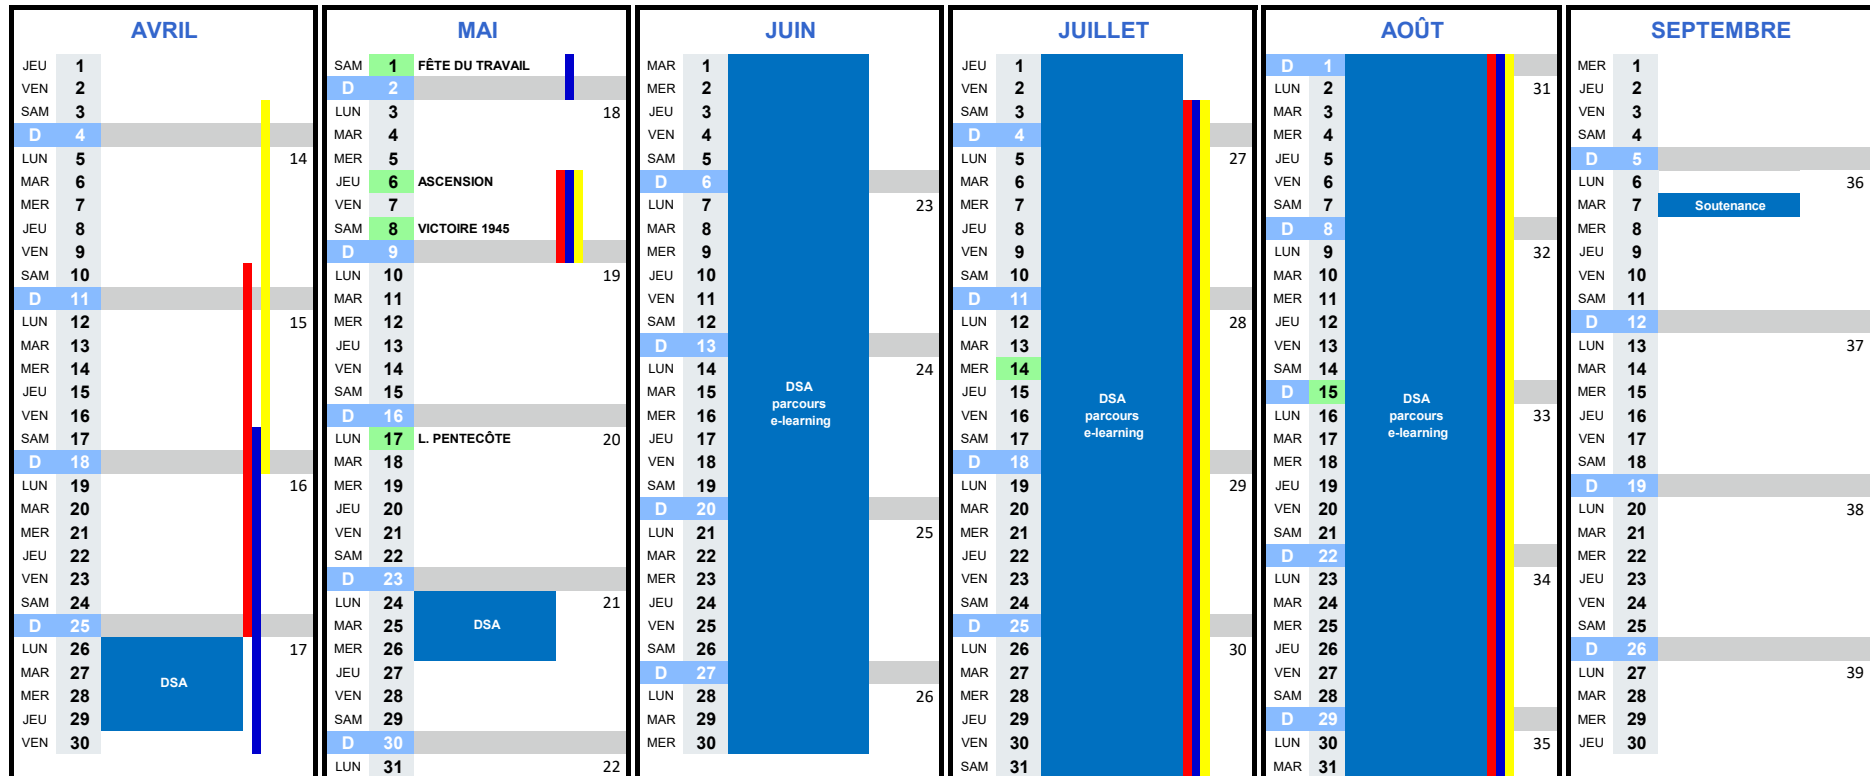 AVRIL
JEU 1
VEN 2
SAM 3
D 4
LUN 5 14
MAR 6
MER 7
JEU 8
VEN 9
SAM 10
D 11
LUN 12 15
MAR 13
MER 14
JEU 15
VEN 16
SAM 17
D 18
LUN 19 16
MAR 20
MER 21
JEU 22
VEN 23
SAM 24
D 25
LUN 26 17
MAR 27
DSA
MER 28
JEU 29
VEN 30
MAI
SAM 1 FÊTE DU TRAVAIL
D 2
LUN 3 18
MAR 4
MER 5
JEU 6 ASCENSION
VEN 7
SAM 8 VICTOIRE 1945
D 9
LUN 10 19
MAR 11
MER 12
JEU 13
VEN 14
SAM 15
D 16
LUN 17 L. PENTECÔTE 20
MAR 18
MER 19
JEU 20
VEN 21
SAM 22
D 23
LUN 24 21
MAR 25 DSA
MER 26
JEU 27
VEN 28
SAM 29
D 30
LUN 31 22
JUIN
MAR 1
MER 2
JEU 3
VEN 4
SAM 5
D 6
LUN 7 23
MAR 8
MER 9
JEU 10
VEN 11
SAM 12
D 13
LUN 14 24
MAR 15
DSA
parcours
MER 16
e-learning
JEU 17
VEN 18
SAM 19
D 20
LUN 21 25
MAR 22
MER 23
JEU 24
VEN 25
SAM 26
D 27
LUN 28 26
MAR 29
MER 30
JUILLET
JEU 1
VEN 2
SAM 3
D 4
LUN 5 27
MAR 6
MER 7
JEU 8
VEN 9
SAM 10
D 11
LUN 12 28
MAR 13
MER 14
JEU 15
DSA
VEN 16 parcours
SAM 17 e-learning
D 18
LUN 19 29
MAR 20
MER 21
JEU 22
VEN 23
SAM 24
D 25
LUN 26 30
MAR 27
MER 28
JEU 29
VEN 30
SAM 31
AOÛT
D 1
LUN 2 31
MAR 3
MER 4
JEU 5
VEN 6
SAM 7
D 8
LUN 9 32
MAR 10
MER 11
JEU 12
VEN 13
SAM 14
D 15
DSA
LUN 16 parcours 33
MAR 17 e-learning
MER 18
JEU 19
VEN 20
SAM 21
D 22
LUN 23 34
MAR 24
MER 25
JEU 26
VEN 27
SAM 28
D 29
LUN 30 35
MAR 31
SEPTEMBRE
MER 1
JEU 2
VEN 3
SAM 4
D 5
LUN 6 36
MAR 7 Soutenance
MER 8
JEU 9
VEN 10
SAM 11
D 12
LUN 13 37
MAR 14
MER 15
JEU 16
VEN 17
SAM 18
D 19
LUN 20 38
MAR 21
MER 22
JEU 23
VEN 24
SAM 25
D 26
LUN 27 39
MAR 28
MER 29
JEU 30